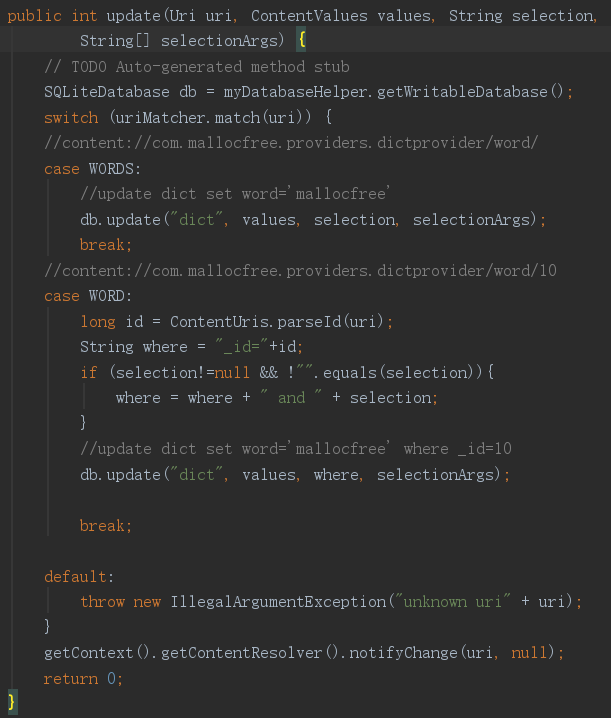 public int update(Uri uri, ContentValues values, String selection,
        String[] selectionArgs) {
    // TODO Auto-generated method stub
    SQLiteDatabase db = myDatabaseHelper.getWritableDatabase();
    switch (uriMatcher.match(uri)) {
    //content://com.mallocfree.providers.dictprovider/word/
    case WORDS:
        //update dict set word='mallocfree'
        db.update("dict", values, selection, selectionArgs);
        break;
    //content://com.mallocfree.providers.dictprovider/word/10
    case WORD:
        long id = ContentUris.parseId(uri);
        String where = "_id="+id;
        if (selection!=null && !"".equals(selection)){
            where = where + " and " + selection;
        }
        //update dict set word='mallocfree' where _id=10
        db.update("dict", values, where, selectionArgs);

        break;

    default:
        throw new IllegalArgumentException("unknown uri" + uri);
    }
    getContext().getContentResolver().notifyChange(uri, null);
    return 0;
}